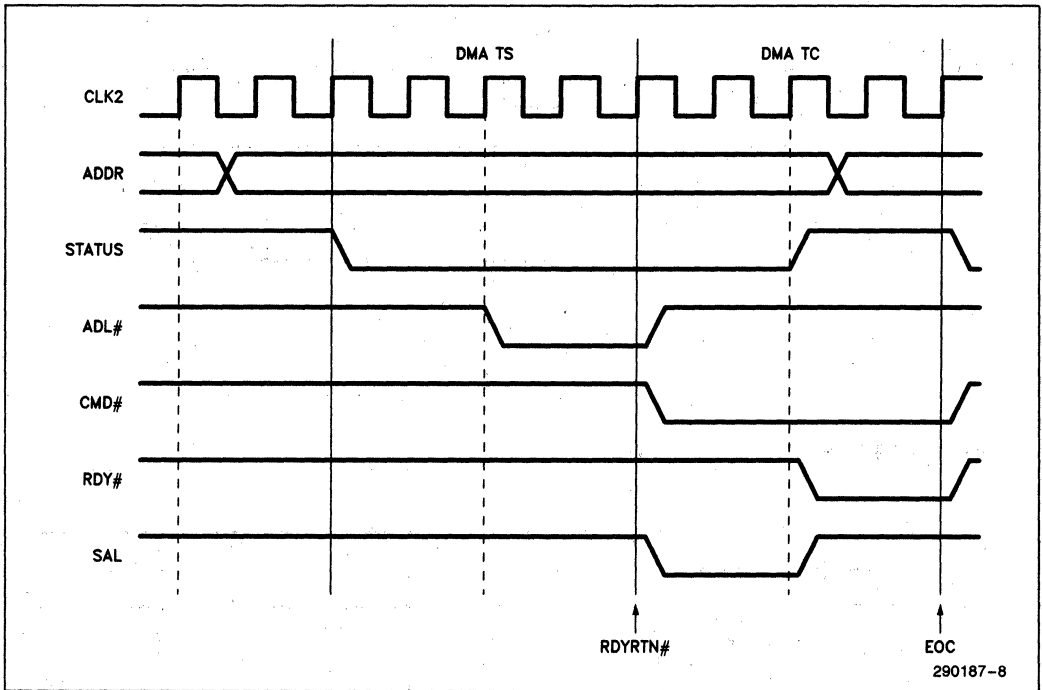 DMA TS DMA TC
CLK2
ADDR
STATUS
ADL#
CMD#
RDY#
SAL
RDYRTN# EOC
290187-8